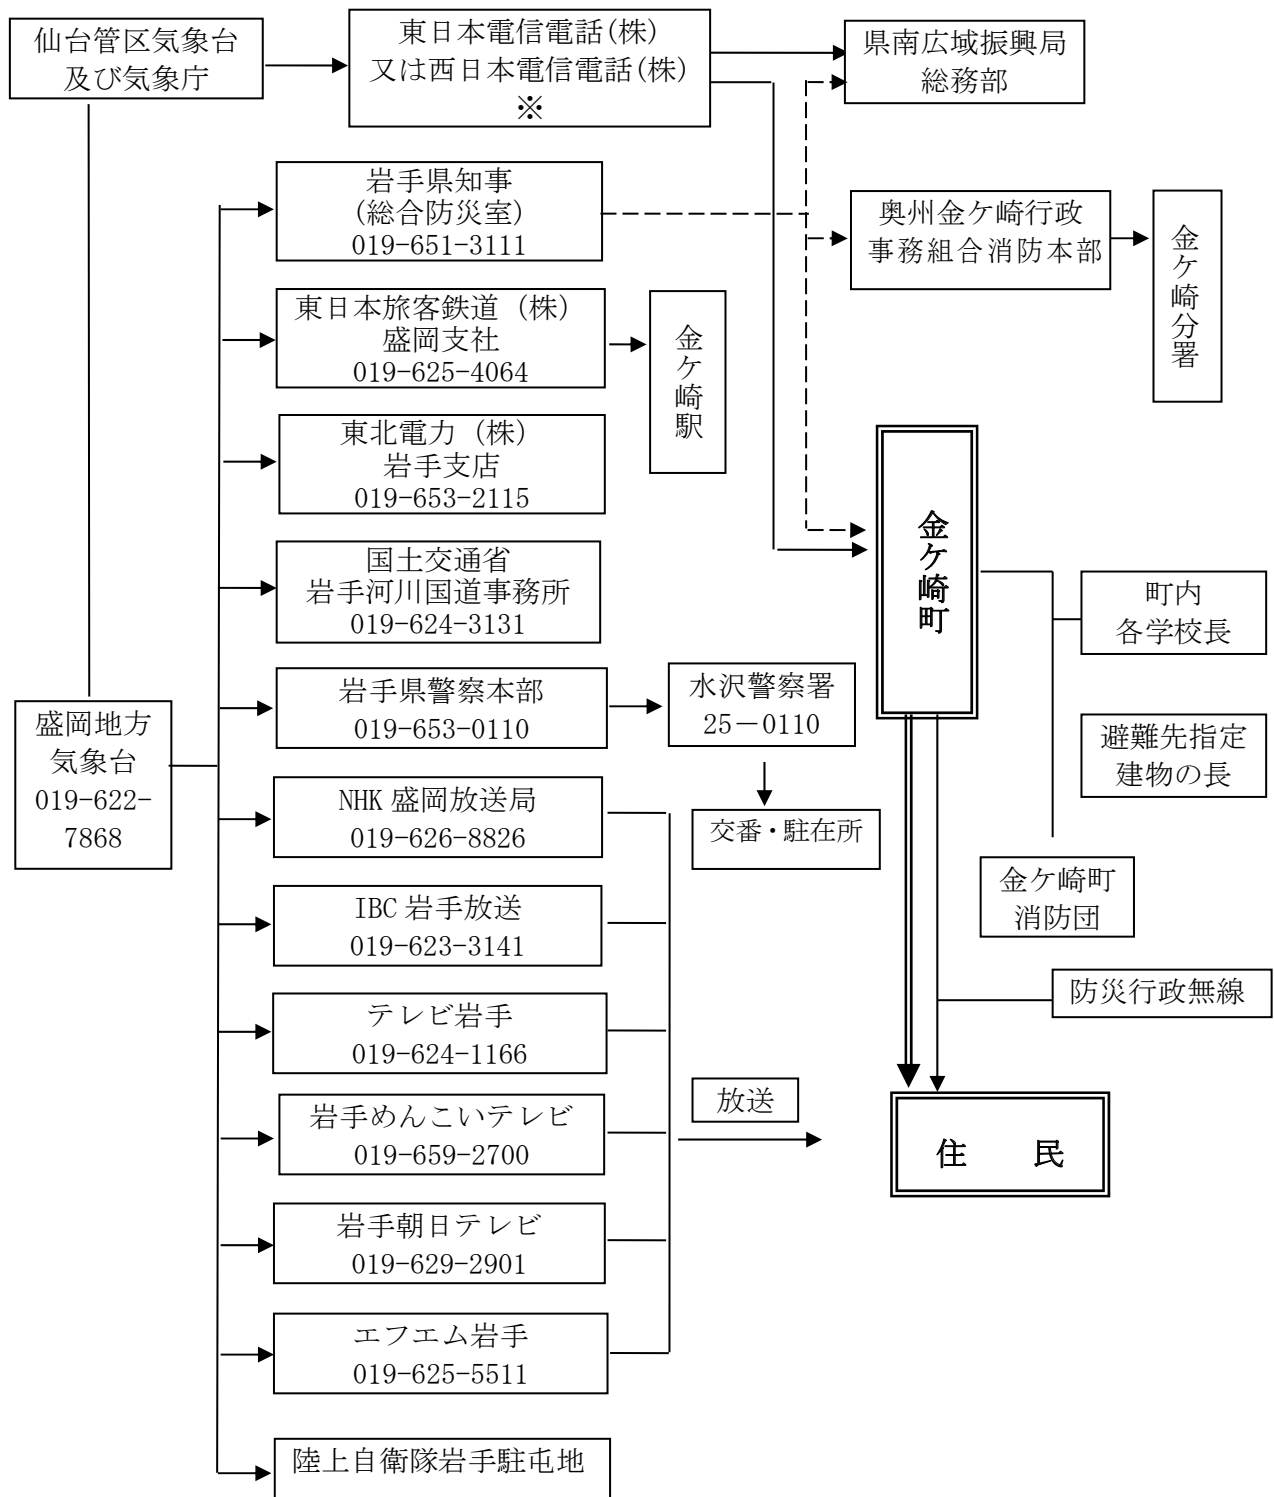 仙台管区気象台
及び気象庁
東日本電信電話(株)
又は西日本電信電話(株)
※
県南広域振興局
総務部
岩手県知事
(総合防災室)
019-651-3111
奥州金ケ崎行政
事務組合消防本部
金ケ崎分署
東日本旅客鉄道（株）
盛岡支社
019-625-4064
金ケ崎駅
東北電力（株）
岩手支店
019-653-2115
金ケ崎町
国土交通省
岩手河川国道事務所
019-624-3131
町内
各学校長
岩手県警察本部
019-653-0110
水沢警察署
25－0110
盛岡地方
気象台
019-622-
7868
避難先指定
建物の長
NHK 盛岡放送局
019-626-8826
交番・駐在所
金ケ崎町
消防団
IBC 岩手放送
019-623-3141
防災行政無線
テレビ岩手
019-624-1166
放送
岩手めんこいテレビ
019-659-2700
住　民
岩手朝日テレビ
019-629-2901
エフエム岩手
019-625-5511
陸上自衛隊岩手駐屯地